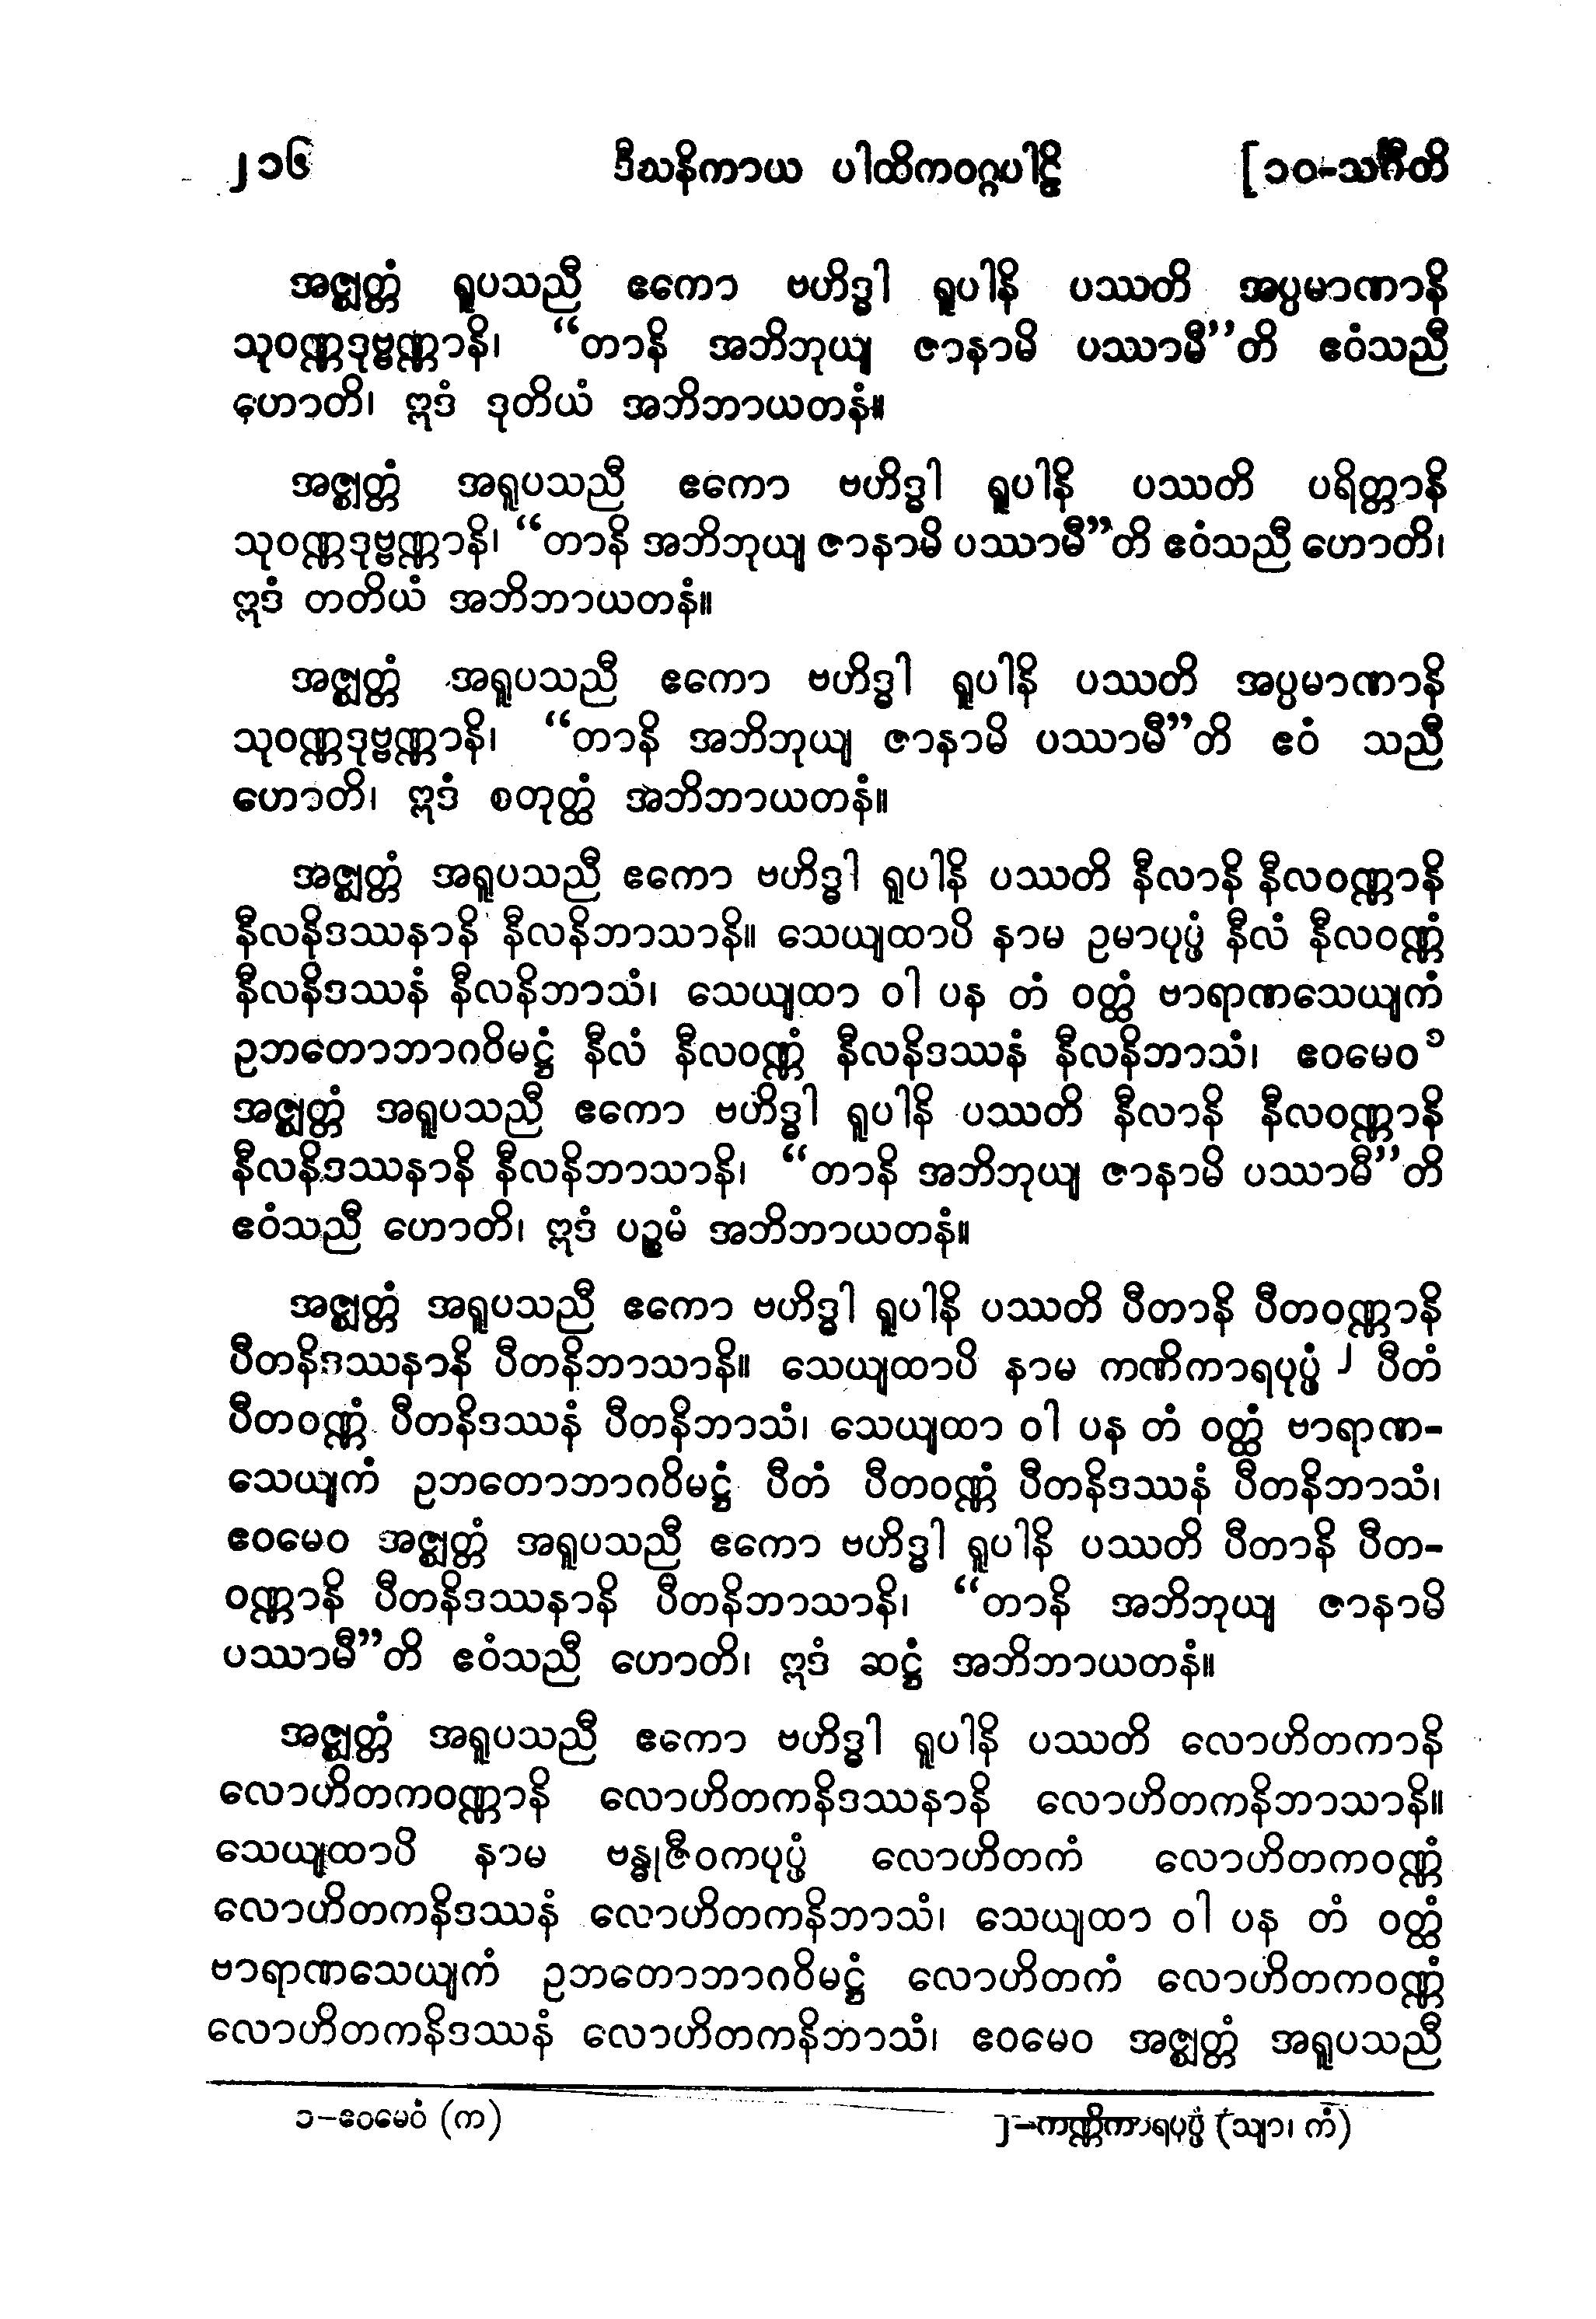 ၂၁၆ ဒီဃနိကာယ ပါထိကဝဂ္ဂပါဠိ [၁၀-သင်္ဂီတိ
အဇ္ဈတ္တံ ရူပသညီ ဧကော ဗဟိဒ္ဓါ ရူပါနိ ပဿတိ အပ္ပမာဏာနိ
သုဝဏ္ဏဒုဗ္ဗဏ္ဏာနိ၊ “တာနိ အဘိဘုယျ ဇာနာမိ ပဿာမီ”တိ ဧဝံသညီ
ဟောတိ၊ ဣဒံ ဒုတိယံ အဘိဘာယတနံ။
အဇ္ဈတ္တံ အရူပသညီ ဧကော ဗဟိဒ္ဓါ ရူပါနိ ပဿတိ ပရိတ္တာနိ
သုဝဏ္ဏဒုဗ္ဗဏ္ဏာနိ၊ “တာနိ အဘိဘုယျ ဇာနာမိ ပဿာမီ”တိ ဧဝံသညီ ဟောတိ၊
ဣဒံ တတိယံ အဘိဘာယတနံ။
အဇ္ဈတ္တံ အရူပသညီ ဧကော ဗဟိဒ္ဓါ ရူပါနိ ပဿတိ အပ္ပမာဏာနိ
သုဝဏ္ဏဒုဗ္ဗဏ္ဏာနိ၊ “တာနိ အဘိဘုယျ ဇာနာမိ ပဿာမီ”တိ ဧဝံ သညီ
ဟောတိ၊ ဣဒံ စတုတ္ထံ အဘိဘာယတနံ။
အဇ္ဈတ္တံ အရူပသညီ ဧကော ဗဟိဒ္ဓါ ရူပါနိ ပဿတိ နီလာနိ နီလဝဏ္ဏာနိ
နီလနိဒဿနာနိ နီလနိဘာသာနိ။ သေယျထာပိ နာမ ဥမာပုပ္ဖံ နီလံ နီလဝဏ္ဏံ
နီလနိဒဿနံ နီလနိဘာသံ၊ သေယျထာ ဝါ ပန တံ ဝတ္ထံ ဗာရာဏသေယျကံ
ဥဘတောဘာဂဝိမဋ္ဌံ နီလံ နီလဝဏ္ဏံ နီလနိဒဿနံ နီလနိဘာသံ၊ ဧဝမေဝ ၁
အဇ္ဈတ္တံ အရူပသညီ ဧကော ဗဟိဒ္ဓါ ရူပါနိ ပဿတိ နီလာနိ နီလဝဏ္ဏာနိ
နီလနိဒဿနာနိ နီလနိဘာသာနိ၊ “တာနိ အဘိဘုယျ ဇာနာမိ ပဿာမီ”တိ
ဧဝံသညီ ဟောတိ၊ ဣဒံ ပဉ္စမံ အဘိဘာယတနံ။
အဇ္ဈတ္တံ အရူပသညီ ဧကော ဗဟိဒ္ဓါ ရူပါနိ ပဿတိ ပီတာနိ ပီတဝဏ္ဏာနိ
ပီတနိဒဿနာနိ ပီတနိဘာသာနိ။ သေယျထာပိ နာမ ကဏိကာရပုပ္ဖံ ၂ ပီတံ
ပီတဝဏ္ဏံ ပီတနိဒဿနံ ပီတနိဘာသံ၊ သေယျထာ ဝါ ပန တံ ဝတ္ထံ ဗာရာဏ-
သေယျကံ ဥဘတောဘာဂဝိမဋ္ဌံ ပီတံ ပီတဝဏ္ဏံ ပီတနိဒဿနံ ပီတနိဘာသံ၊
ဧဝမေဝ အဇ္ဈတ္တံ အရူပသညီ ဧကော ဗဟိဒ္ဓါ ရူပါနိ ပဿတိ ပီတာနိ ပီတ-
ဝဏ္ဏာနိ ပီတနိဒဿနာနိ ပီတနိဘာသာနိ၊ “တာနိ အဘိဘုယျ ဇာနာမိ
ပဿာမီ”တိ ဧဝံသညီ ဟောတိ၊ ဣဒံ ဆဋ္ဌံ အဘိဘာယတနံ။
အဇ္ဈတ္တံ အရူပသညီ ဧကော ဗဟိဒ္ဓါ ရူပါနိ ပဿတိ လောဟိတကာနိ
လောဟိတကဝဏ္ဏာနိ လောဟိတကနိဒဿနာနိ လောဟိတကနိဘာသာနိ။
သေယျထာပိ နာမ ဗန္ဓုဇီဝကပုပ္ဖံ လောဟိတကံ လောဟိတကဝဏ္ဏံ
လောဟိတကနိဒဿနံ လောဟိတကနိဘာသံ၊ သေယျထာ ဝါ ပန တံ ဝတ္ထံ
ဗာရာဏသေယျကံ ဥဘတောဘာဂဝိမဋ္ဌံ လောဟိတကံ လောဟိတကဝဏ္ဏံ
လောဟိတကနိဒဿနံ လောဟိတကနိဘာသံ၊ ဧဝမေဝ အဇ္ဈတ္တံ အရူပသညီ
၁-ဧဝမေဝံ (က) ၂-ကဏ္ဏိကာရပုပ္ဖံ (သျာ၊ ကံ)